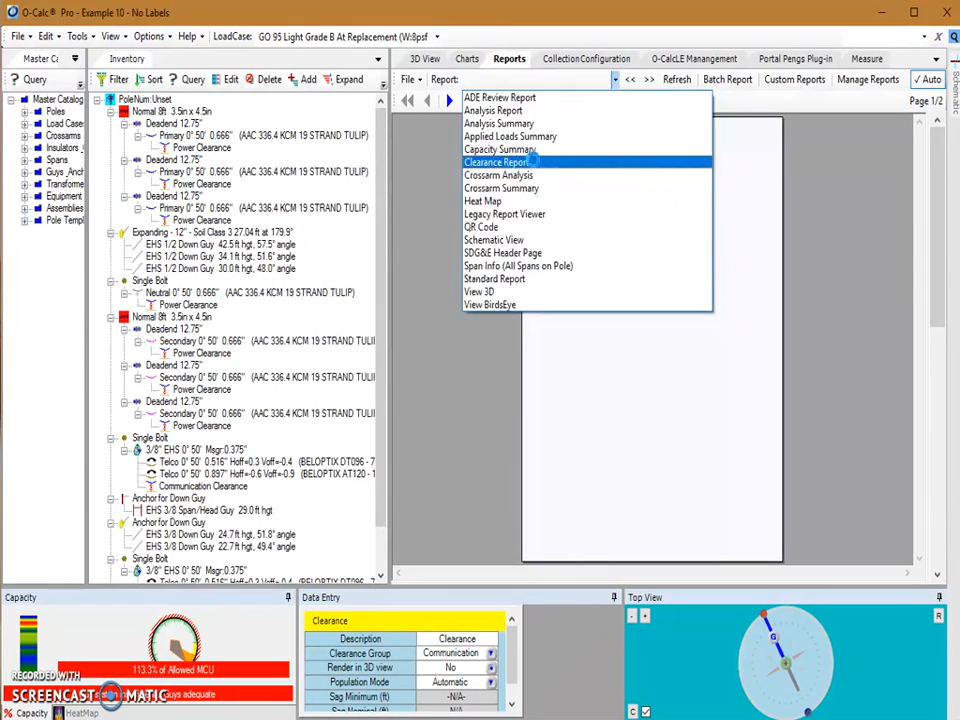 O-Calc® Pro - Example 10 - No Labels
File Edit Tools View Options Help LoadCase: GO 95 Light Grade B At Replacement (W:8psf
Master Ca Inventory 3D View Charts Reports CollectionConfiguration O-CalcLE Management Portal Pengs Plug-in Measure
Query Filter Sort Query Edit Delete Add Expand File Report: << >> Refresh Batch Report Custom Reports Manage Reports Auto
Page 1/2
Schematic
Master Catalog
Poles
Load Cases
Crossarms
Insulators_
Spans
Guys_Anch
Transforme
Equipment
Assemblies
Pole Templ
PoleNum:Unset
Normal 8ft 3.5in x 4.5in
Deadend 12.75"
Primary 0° 50' 0.666" (AAC 336.4 KCM 19 STRAND TULIP)
Power Clearance
Deadend 12.75"
Primary 0° 50' 0.666" (AAC 336.4 KCM 19 STRAND TULIP)
Power Clearance
Deadend 12.75"
Primary 0° 50' 0.666" (AAC 336.4 KCM 19 STRAND TULIP)
Power Clearance
Expanding - 12" - Soil Class 3 27.04 ft at 179.9°
EHS 1/2 Down Guy 42.5 ft hgt, 57.5° angle
EHS 1/2 Down Guy 34.1 ft hgt, 51.6° angle
EHS 1/2 Down Guy 30.0 ft hgt, 48.0° angle
Single Bolt
Neutral 0° 50' 0.666" (AAC 336.4 KCM 19 STRAND TULIP)
Power Clearance
Normal 8ft 3.5in x 4.5in
Deadend 12.75"
Secondary 0° 50' 0.666" (AAC 336.4 KCM 19 STRAND TULIP)
Power Clearance
Deadend 12.75"
Secondary 0° 50' 0.666" (AAC 336.4 KCM 19 STRAND TULIP)
Power Clearance
Deadend 12.75"
Secondary 0° 50' 0.666" (AAC 336.4 KCM 19 STRAND TULIP)
Power Clearance
Single Bolt
3/8" EHS 0° 50' Msgr:0.375"
Telco 0° 50' 0.516" Hoff=0.3 Voff=-0.4 (BELOPTIX DT096 - 7
Telco 0° 50' 0.897" Hoff=-0.6 Voff=-0.9 (BELOPTIX AT120 - 1
Communication Clearance
Anchor for Down Guy
EHS 3/8 Span/Head Guy 29.0 ft hgt
Anchor for Down Guy
EHS 3/8 Down Guy 24.7 ft hgt, 51.8° angle
EHS 3/8 Down Guy 22.7 ft hgt, 49.4° angle
Single Bolt
3/8" EHS 0° 50' Msgr:0.375"
ADE Review Report
Analysis Report
Analysis Summary
Applied Loads Summary
Capacity Summary
Clearance Report
Crossarm Analysis
Crossarm Summary
Heat Map
Legacy Report Viewer
QR Code
Schematic View
SDG&E Header Page
Span Info (All Spans on Pole)
Standard Report
View 3D
View BirdsEye
Capacity
113.3% of Allowed MCU
Guys adequate
RECORDED WITH
SCREENCAST-O-MATIC
Capacity HeatMap
Data Entry
Clearance
Description Clearance
Clearance Group Communication
Render in 3D view No
Population Mode Automatic
Sag Minimum (ft) -N/A-
Sag Nominal (ft) -N/A-
Top View
- + R
G
C